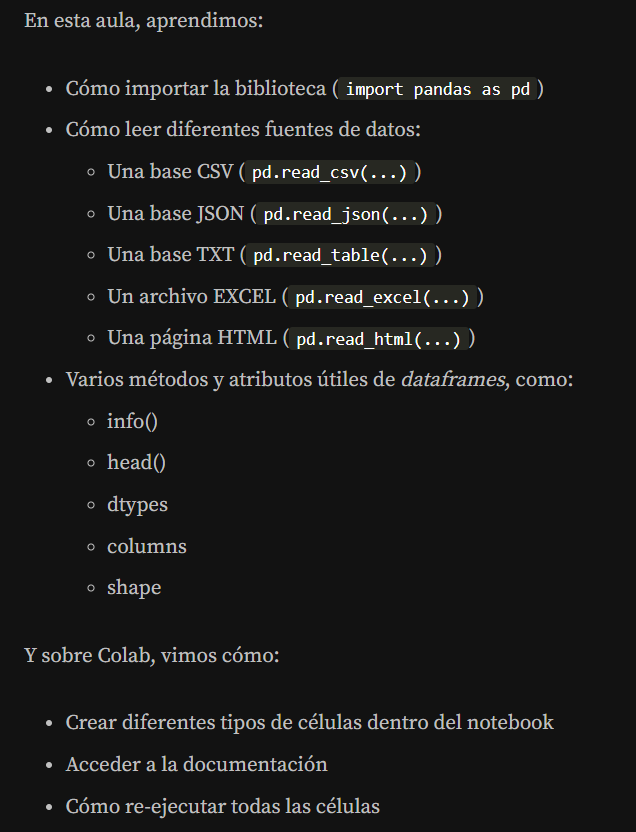 En esta aula, aprendimos:
• Cómo importar la biblioteca ( import pandas as pd )
• Cómo leer diferentes fuentes de datos:
◦ Una base CSV ( pd.read_csv(...) )
◦ Una base JSON ( pd.read_json(...) )
◦ Una base TXT ( pd.read_table(...) )
◦ Un archivo EXCEL ( pd.read_excel(...) )
◦ Una página HTML ( pd.read_html(...) )
• Varios métodos y atributos útiles de dataframes, como:
◦ info()
◦ head()
◦ dtypes
◦ columns
◦ shape
Y sobre Colab, vimos cómo:
• Crear diferentes tipos de células dentro del notebook
• Acceder a la documentación
• Cómo re-ejecutar todas las células